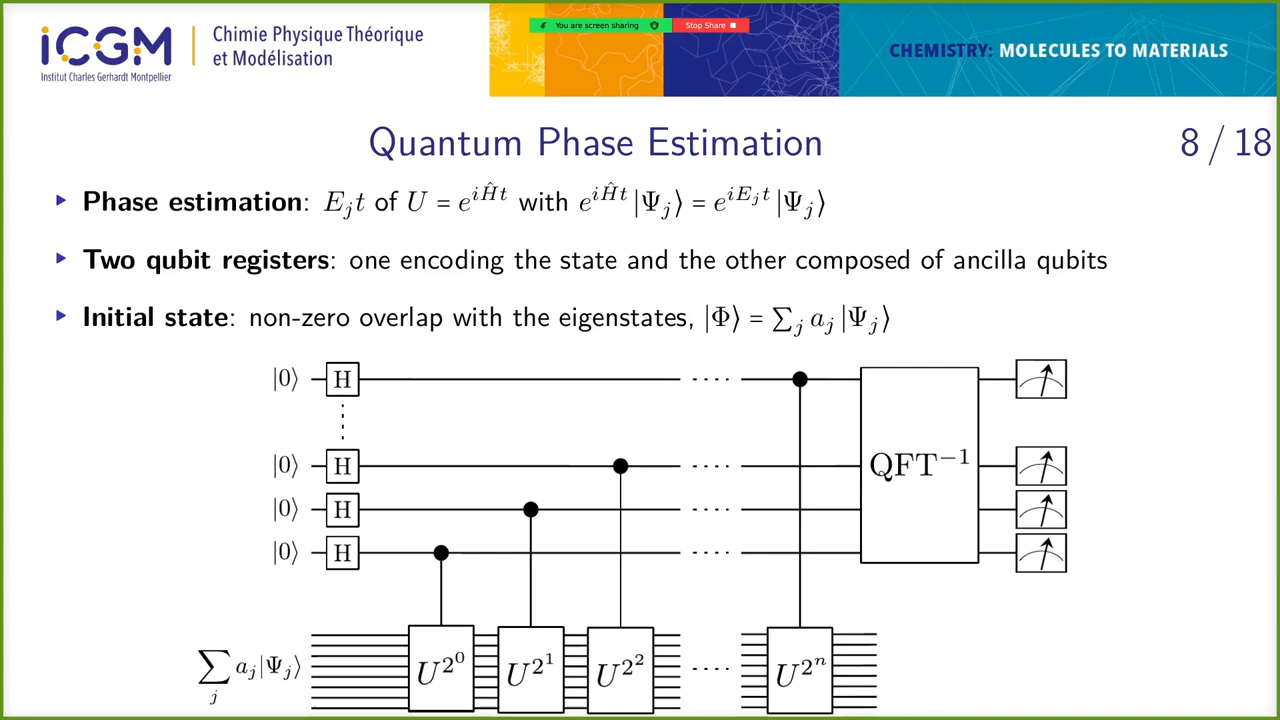 iCGM
Institut Charles Gerhardt Montpellier
Chimie Physique Théorique
et Modélisation
You are screen sharing
Stop Share
CHEMISTRY: MOLECULES TO MATERIALS
Quantum Phase Estimation
8 / 18
▸ Phase estimation: $E_j t$ of $U = e^{i\hat{H}t}$ with $e^{i\hat{H}t}|\Psi_j\rangle = e^{iE_j t}|\Psi_j\rangle$
▸ Two qubit registers: one encoding the state and the other composed of ancilla qubits
▸ Initial state: non-zero overlap with the eigenstates, $|\Phi\rangle = \sum_j a_j |\Psi_j\rangle$
|0⟩ H
|0⟩ H
|0⟩ H
|0⟩ H
QFT⁻¹
$\sum_j a_j|\Psi_j\rangle$ $U^{2^0}$ $U^{2^1}$ $U^{2^2}$ $U^{2^n}$